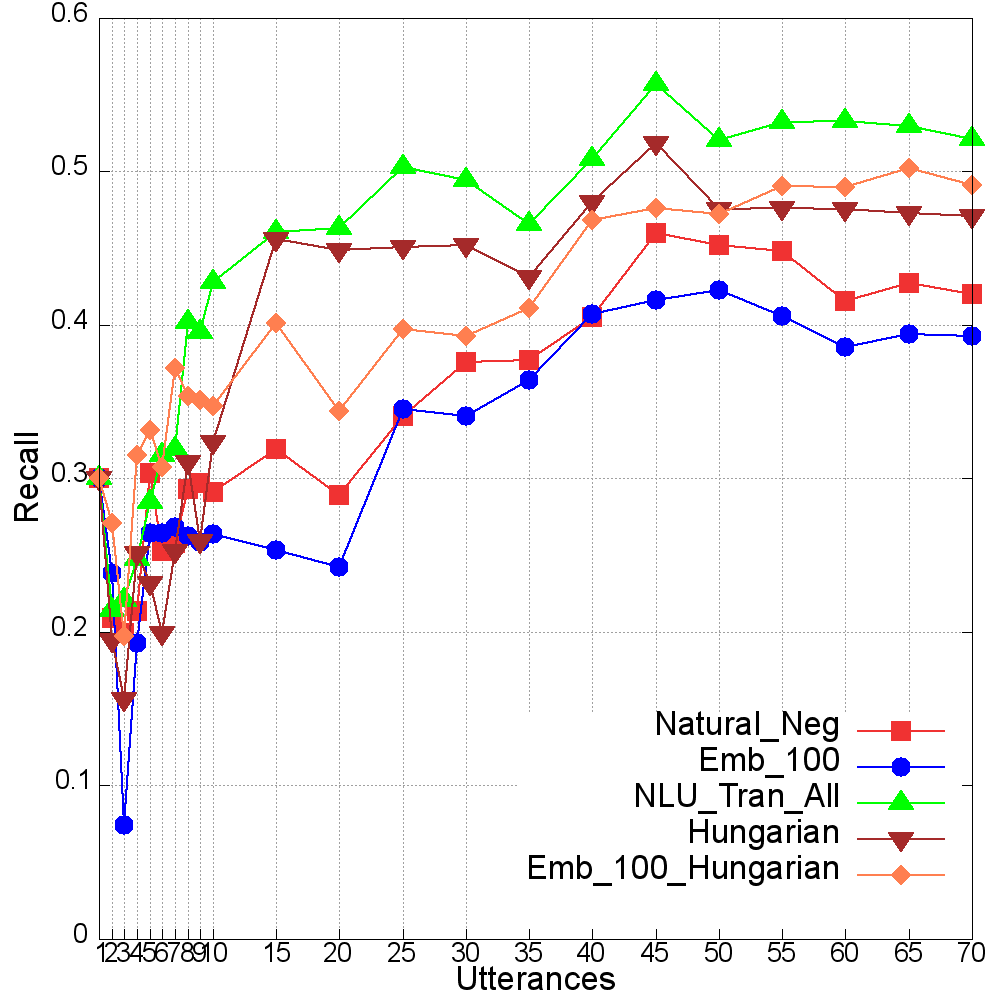 0.6
0.5
0.4
0.3
0.2
0.1
0
Recall
Natural_Neg
Emb_100
NLU_Tran_All
Hungarian
Emb_100_Hungarian
1 2 3 4 5 6 7 8 9 10 15 20 25 30 35 40 45 50 55 60 65 70
Utterances